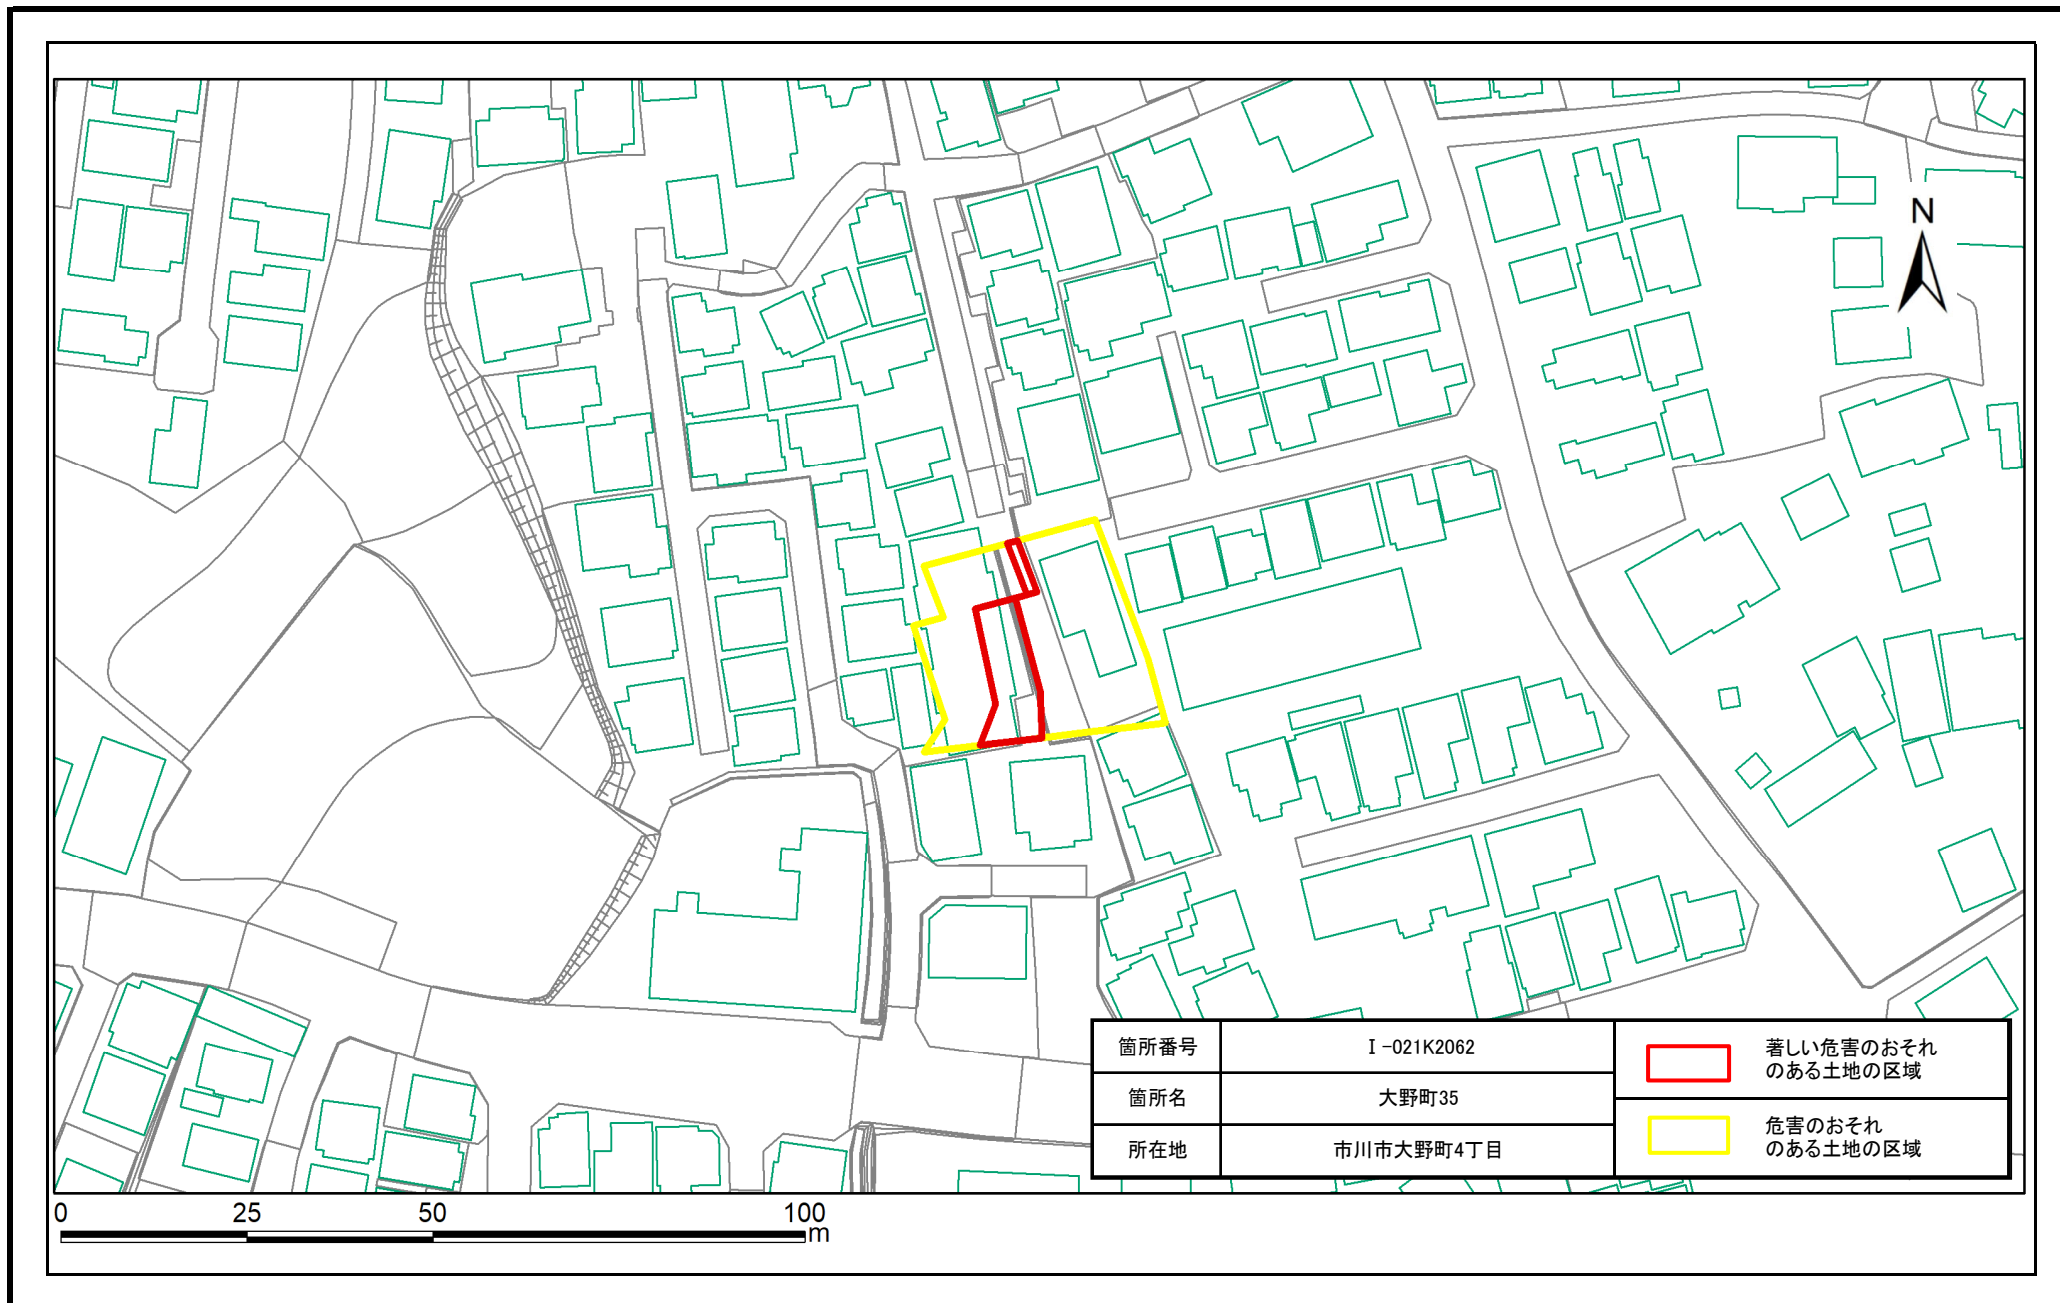 N
箇所番号 Ⅰ-021K2062
箇所名 大野町35
所在地 市川市大野町4丁目
著しい危害のおそれ
のある土地の区域
危害のおそれ
のある土地の区域
0 25 50 100
m